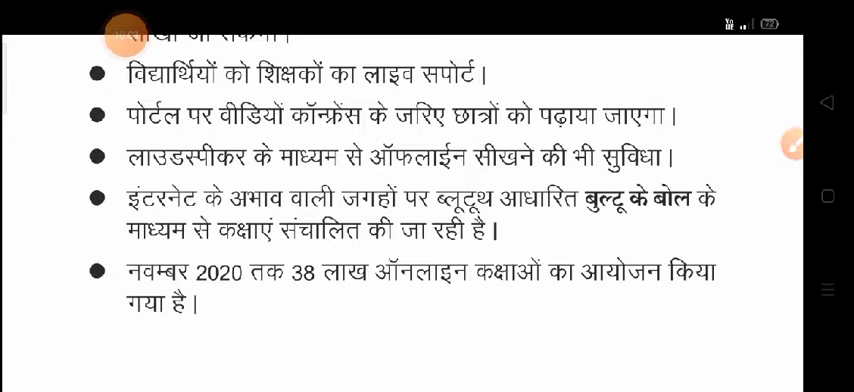 विद्यार्थियों को शिक्षकों का लाइव सपोर्ट।
पोर्टल पर वीडियों कॉन्फ्रेंस के जरिए छात्रों को पढ़ाया जाएगा।
लाउडस्पीकर के माध्यम से ऑफलाईन सीखने की भी सुविधा।
इंटरनेट के अभाव वाली जगहों पर ब्लूटूथ आधारित बुल्टू के बोल के
माध्यम से कक्षाएं संचालित की जा रही है।
नवम्बर 2020 तक 38 लाख ऑनलाइन कक्षाओं का आयोजन किया
गया है।